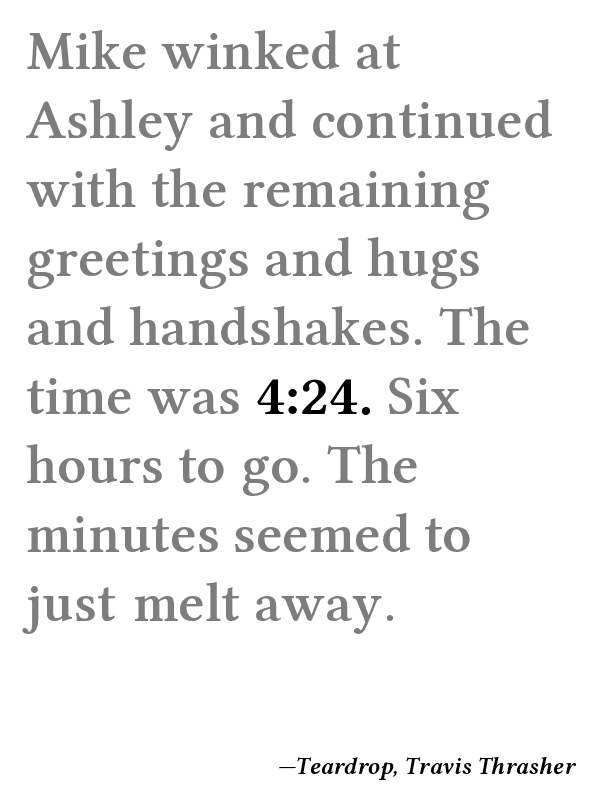 Mike winked at
Ashley and continued
with the remaining
greetings and hugs
and handshakes. The
time was 4:24. Six
hours to go. The
minutes seemed to
just melt away.
—Teardrop, Travis Thrasher